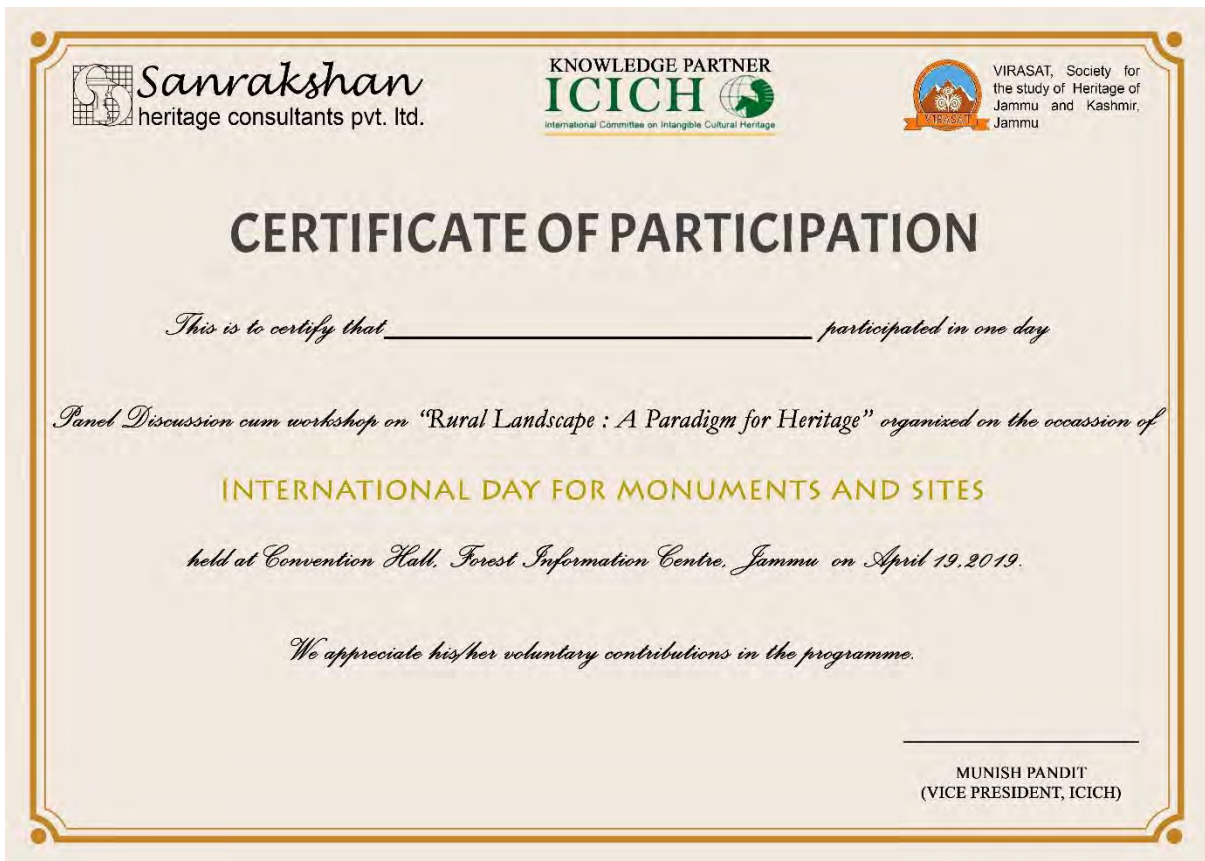 Sanrakshan
heritage consultants pvt. ltd.
KNOWLEDGE PARTNER
ICICH
International Committee on Intangible Cultural Heritage
VIRASAT
VIRASAT, Society for
the study of Heritage of
Jammu and Kashmir,
Jammu
CERTIFICATE OF PARTICIPATION
This is to certify that participated in one day
Panel Discussion cum workshop on "Rural Landscape : A Paradigm for Heritage" organized on the occassion of
INTERNATIONAL DAY FOR MONUMENTS AND SITES
held at Convention Hall, Forest Information Centre, Jammu on April 19,2019.
We appreciate his/her voluntary contributions in the programme.
MUNISH PANDIT
(VICE PRESIDENT, ICICH)